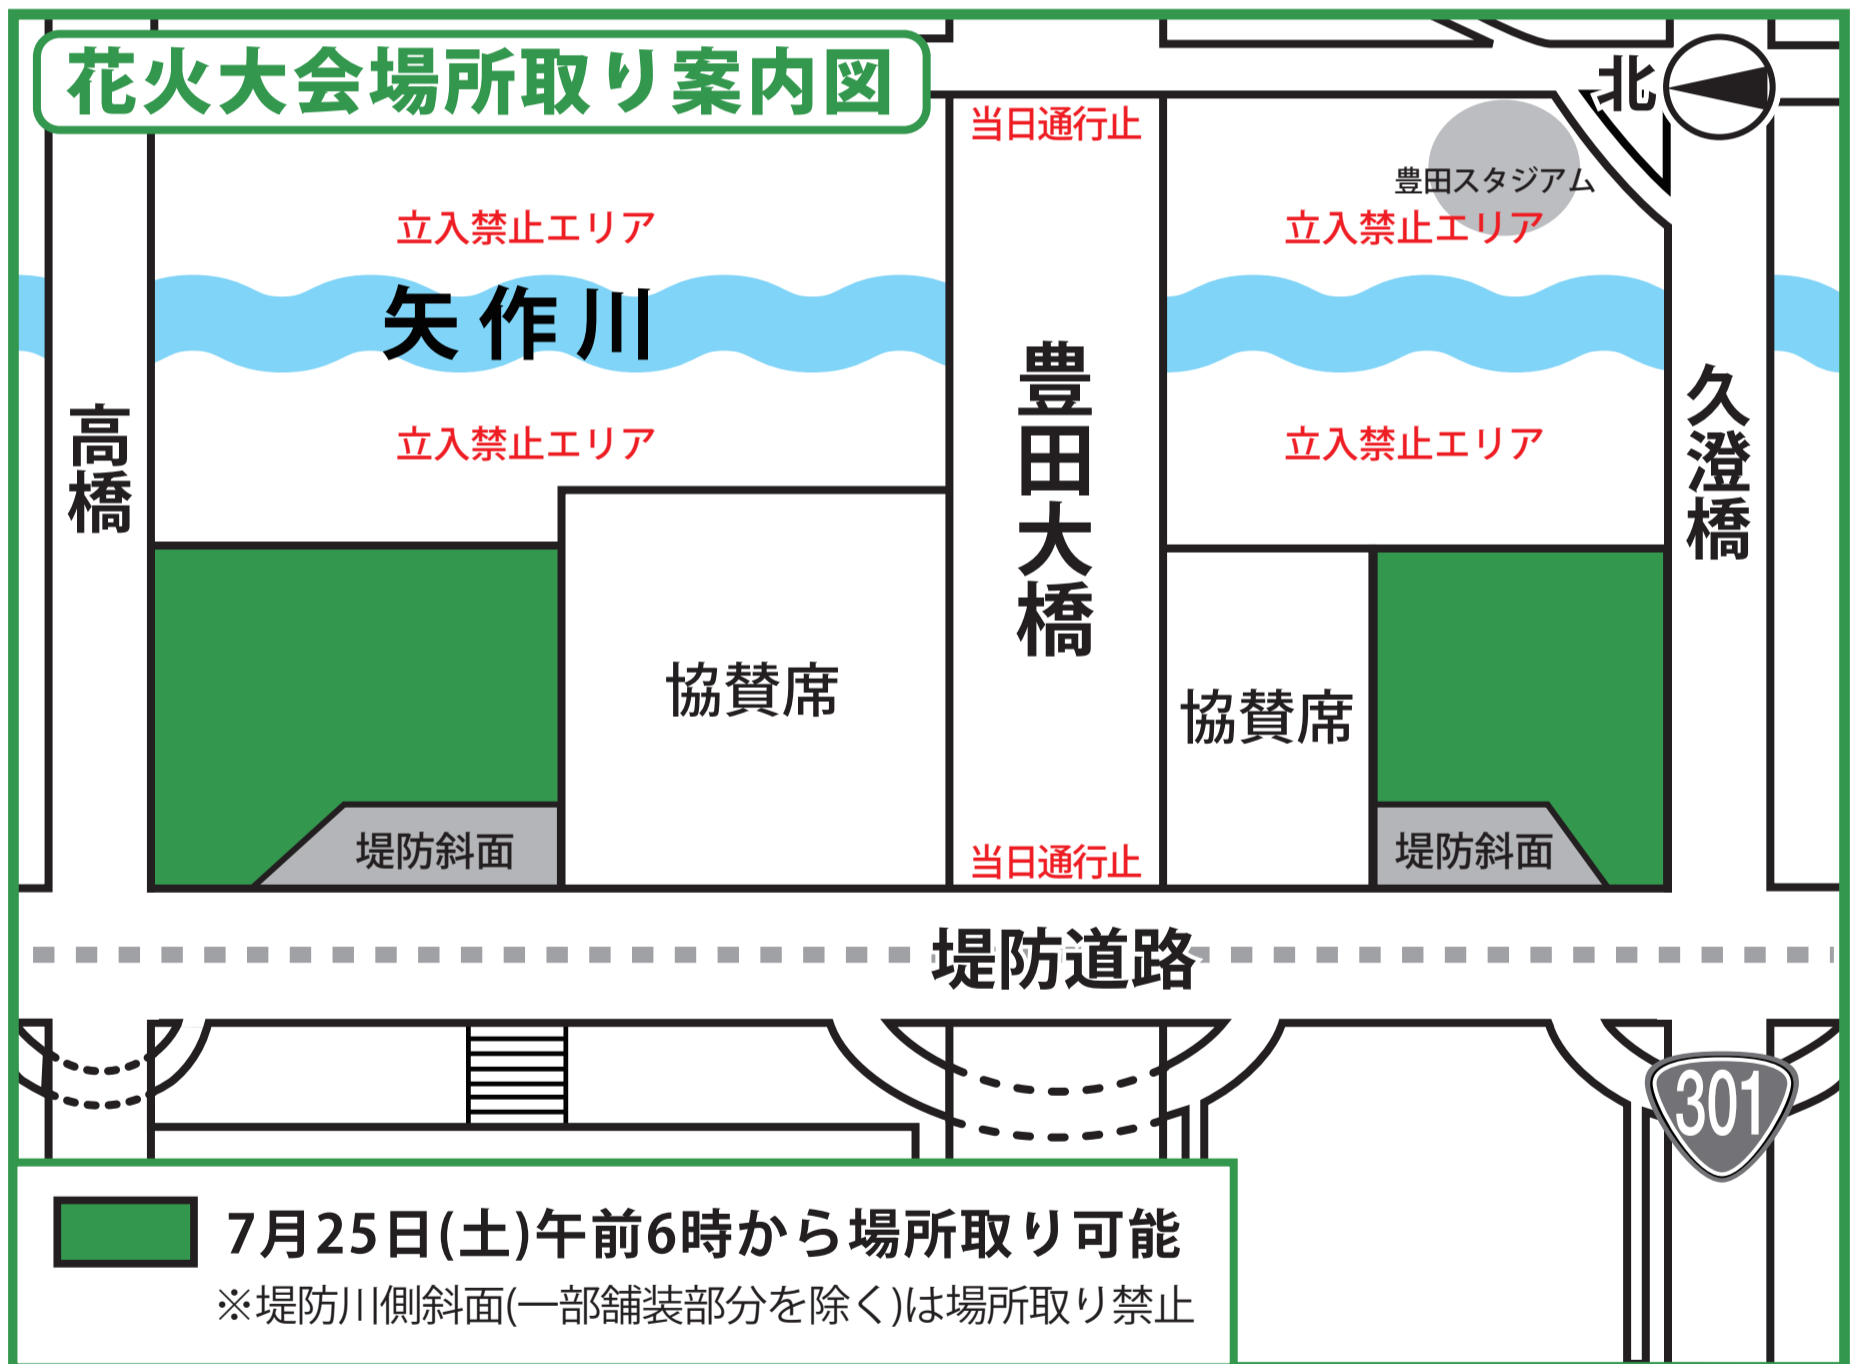 花火大会場所取り案内図
北
当日通行止
豊田スタジアム
立入禁止エリア
立入禁止エリア
矢作川
高橋
豊田大橋
久澄橋
立入禁止エリア
立入禁止エリア
協賛席
協賛席
堤防斜面
当日通行止
堤防斜面
堤防道路
301
7月25日(土)午前6時から場所取り可能
※堤防川側斜面(一部舗装部分を除く)は場所取り禁止